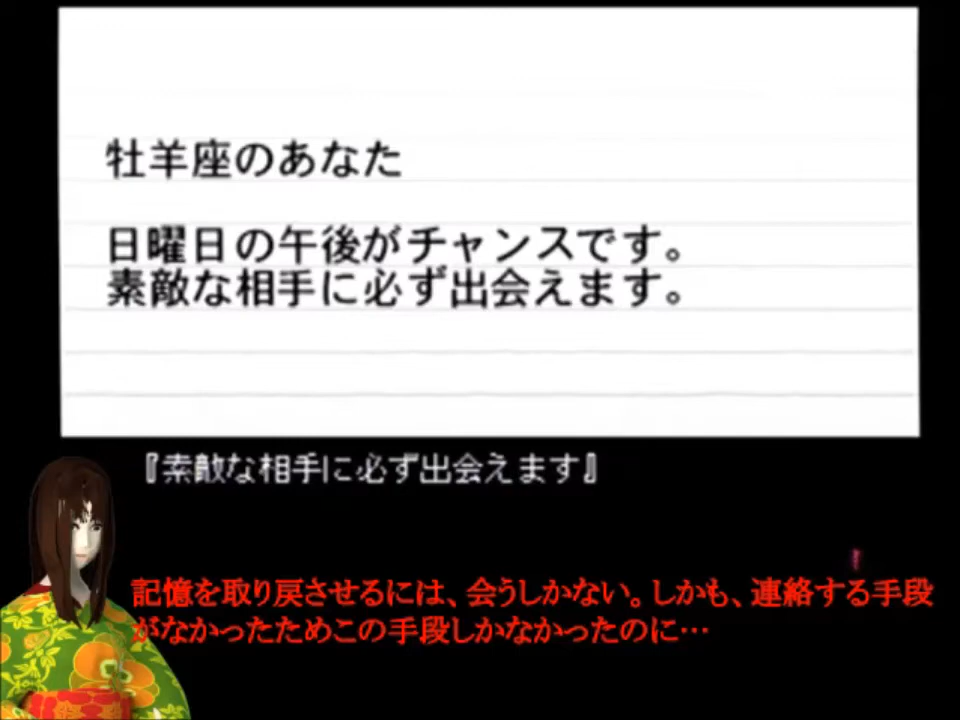 牡羊座のあなた
日曜日の午後がチャンスです。
素敵な相手に必ず出会えます。
『素敵な相手に必ず出会えます』
記憶を取り戻させるには、会うしかない。しかも、連絡する手段
がなかったためこの手段しかなかったのに…